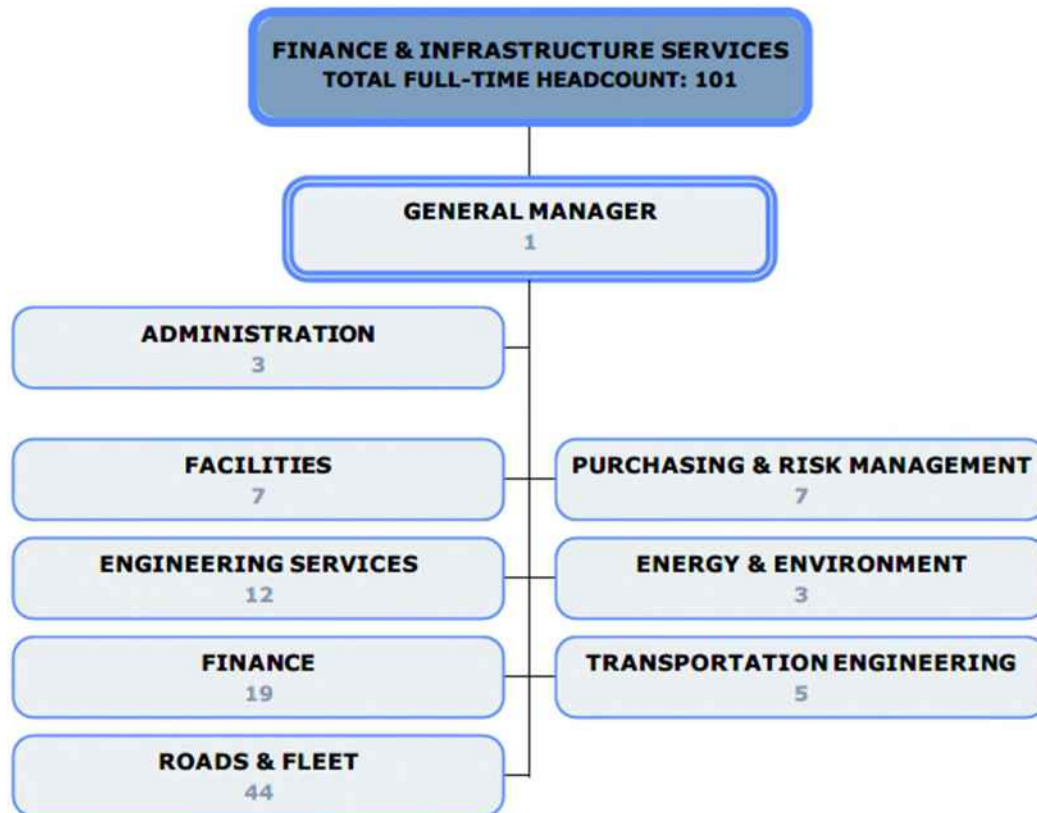 FINANCE & INFRASTRUCTURE SERVICES
TOTAL FULL-TIME HEADCOUNT: 101
GENERAL MANAGER
1
ADMINISTRATION
3
FACILITIES
7
PURCHASING & RISK MANAGEMENT
7
ENGINEERING SERVICES
12
ENERGY & ENVIRONMENT
3
FINANCE
19
TRANSPORTATION ENGINEERING
5
ROADS & FLEET
44